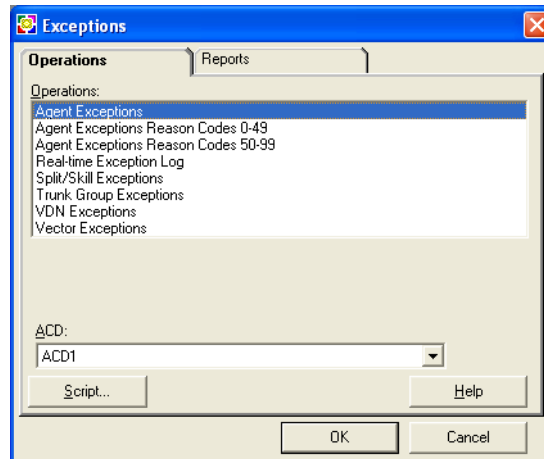 Exceptions
Operations Reports
Operations:
Agent Exceptions
Agent Exceptions Reason Codes 0-49
Agent Exceptions Reason Codes 50-99
Real-time Exception Log
Split/Skill Exceptions
Trunk Group Exceptions
VDN Exceptions
Vector Exceptions
ACD:
ACD1
Script... Help
OK Cancel